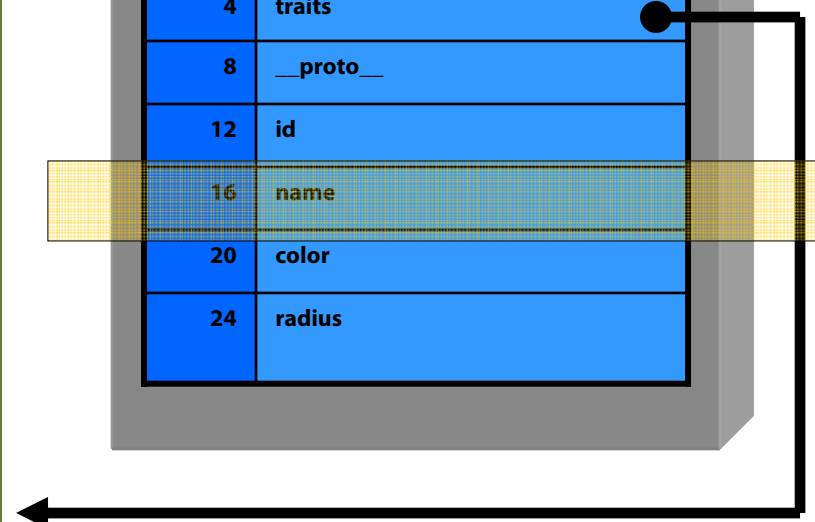 4 traits
8 __proto__
12 id
16 name
20 color
24 radius